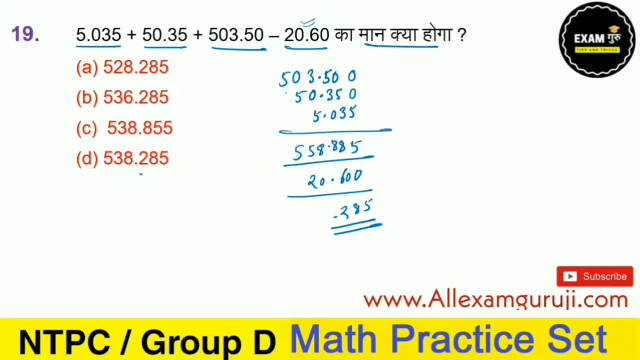 19. 5.035 + 50.35 + 503.50 – 20.60 का मान क्या होगा ?
EXAM गुरु
TIPS AND TRICKS
(a) 528.285
(b) 536.285
(c) 538.855
(d) 538.285
503.500
50.350
5.035
558.885
20.600
.285
Subscribe
www.Allexamguruji.com
NTPC / Group D Math Practice Set